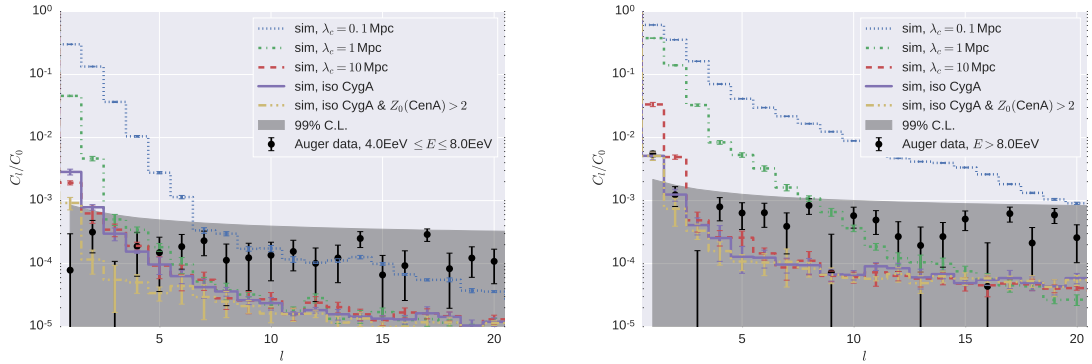 10⁰
10⁻¹
10⁻²
10⁻³
10⁻⁴
10⁻⁵
C_l/C_0
5
10
15
20
l
sim, λ_c = 0.1 Mpc
sim, λ_c = 1 Mpc
sim, λ_c = 10 Mpc
sim, iso CygA
sim, iso CygA & Z_0(CenA) > 2
99% C.L.
Auger data, 4.0EeV ≤ E ≤ 8.0EeV
10⁰
10⁻¹
10⁻²
10⁻³
10⁻⁴
10⁻⁵
C_l/C_0
5
10
15
20
l
sim, λ_c = 0.1 Mpc
sim, λ_c = 1 Mpc
sim, λ_c = 10 Mpc
sim, iso CygA
sim, iso CygA & Z_0(CenA) > 2
99% C.L.
Auger data, E > 8.0EeV